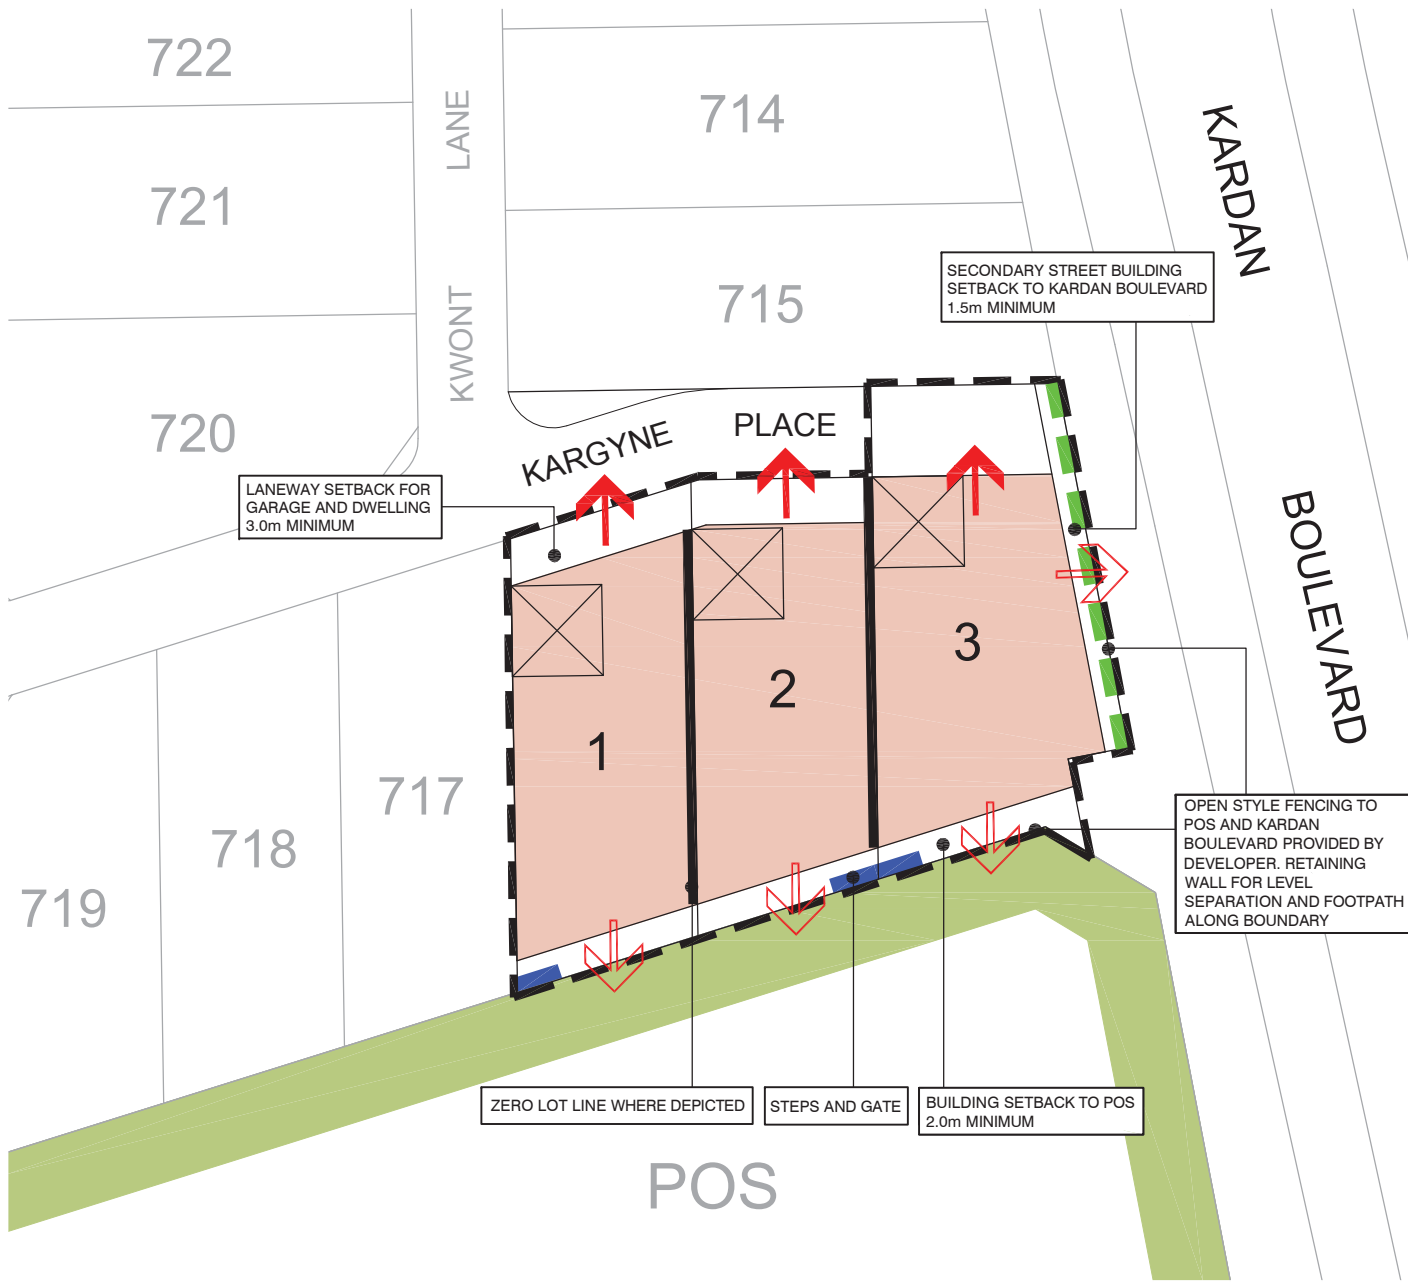 722
LANE
714
KARDAN
721
SECONDARY STREET BUILDING
SETBACK TO KARDAN BOULEVARD
1.5m MINIMUM
715
KWONT
720
KARGYNE
PLACE
LANEWAY SETBACK FOR
GARAGE AND DWELLING
3.0m MINIMUM
BOULEVARD
1
2
3
717
718
719
OPEN STYLE FENCING TO
POS AND KARDAN
BOULEVARD PROVIDED BY
DEVELOPER. RETAINING
WALL FOR LEVEL
SEPARATION AND FOOTPATH
ALONG BOUNDARY
ZERO LOT LINE WHERE DEPICTED
STEPS AND GATE
BUILDING SETBACK TO POS
2.0m MINIMUM
POS